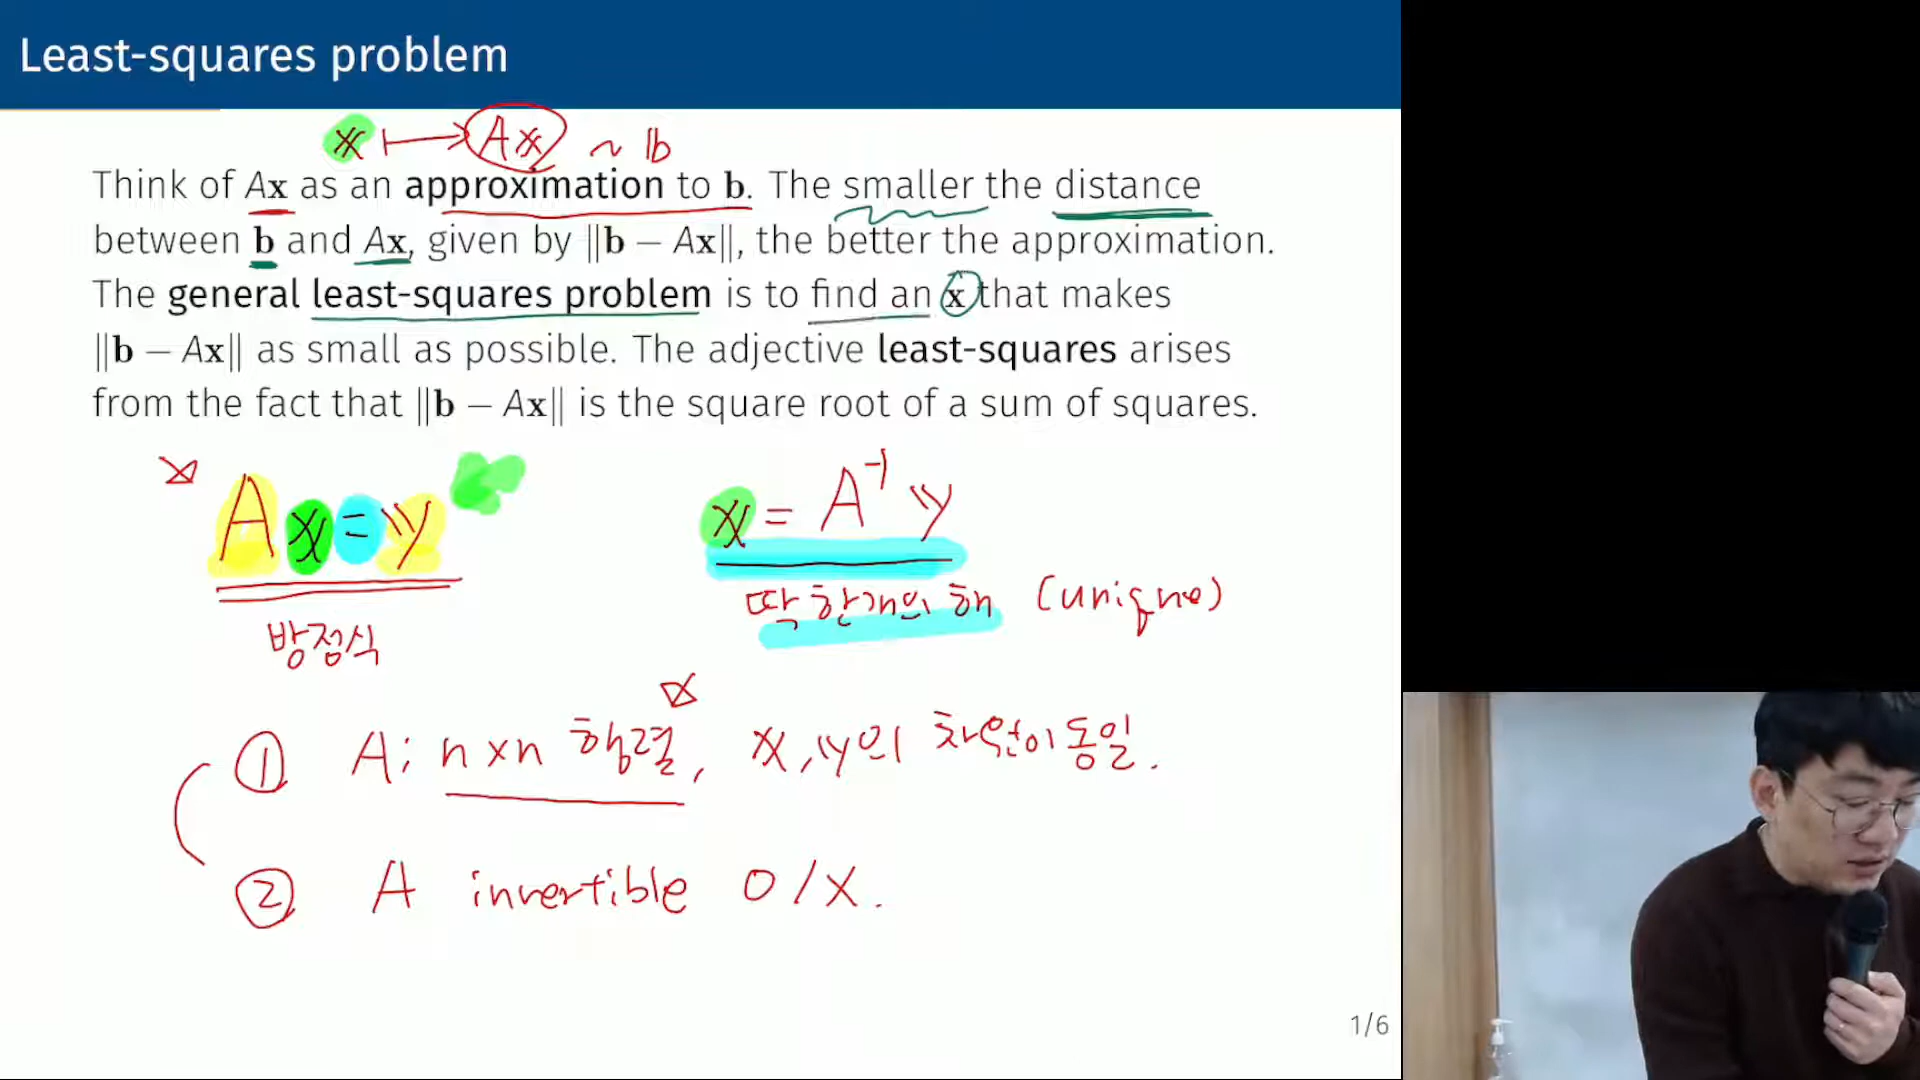 Least-squares problem
x ↦ Ax ~ b
Think of Ax as an approximation to b. The smaller the distance
between b and Ax, given by ‖b − Ax‖, the better the approximation.
The general least-squares problem is to find an x that makes
‖b − Ax‖ as small as possible. The adjective least-squares arises
from the fact that ‖b − Ax‖ is the square root of a sum of squares.
Ax = y
x = A⁻¹ y
방정식
딱 한개의 해 (unique)
① A; n×n 행렬, x, y의 차원이 동일.
② A invertible O/X.
1/6